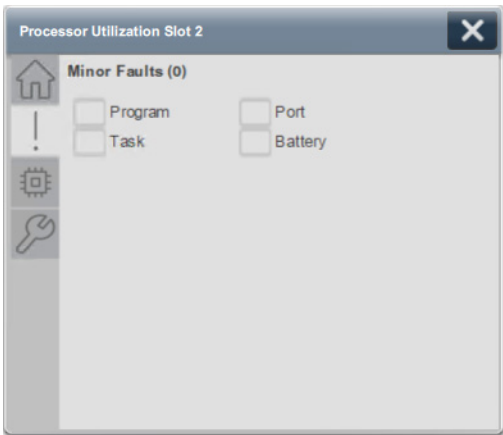 Processor Utilization Slot 2
Minor Faults (0)
Program Port
Task Battery